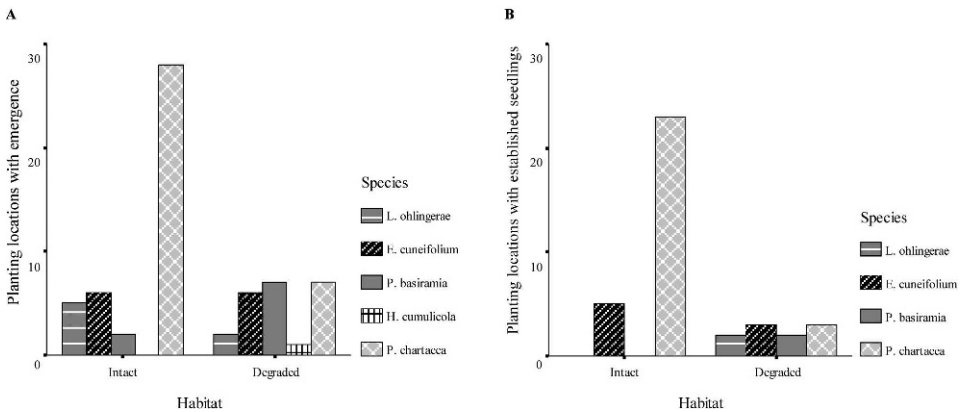 A
Planting locations with emergence
30
20
10
0
Intact
Degraded
Habitat
Species
L. ohlingerae
E. cuneifolium
P. basiramia
H. cumulicola
P. chartacea
B
Planting locations with established seedlings
30
20
10
0
Intact
Degraded
Habitat
Species
L. ohlingerae
E. cuneifolium
P. basiramia
P. chartacea